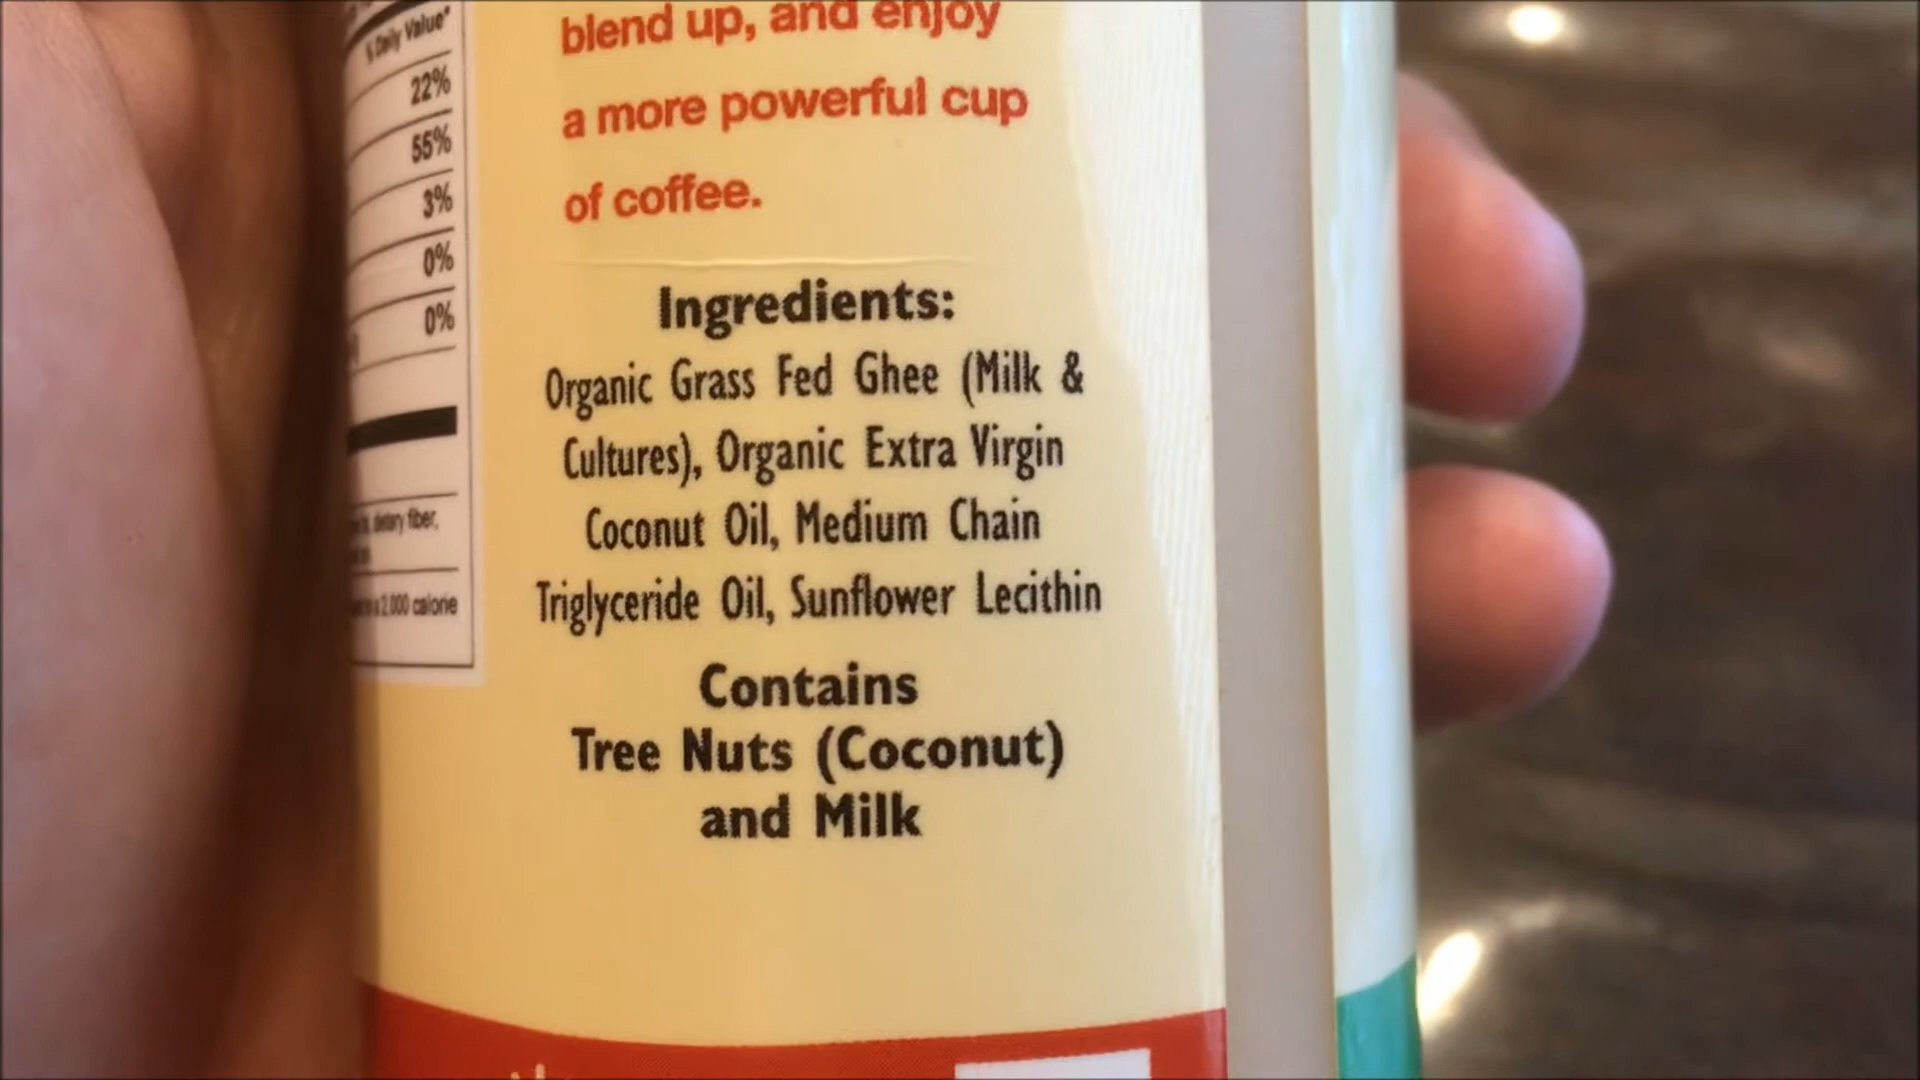 % Daily Value*
22%
55%
3%
0%
0%
dietary fiber,
a 2,000 calorie
blend up, and enjoy
a more powerful cup
of coffee.
Ingredients:
Organic Grass Fed Ghee (Milk &
Cultures), Organic Extra Virgin
Coconut Oil, Medium Chain
Triglyceride Oil, Sunflower Lecithin
Contains
Tree Nuts (Coconut)
and Milk